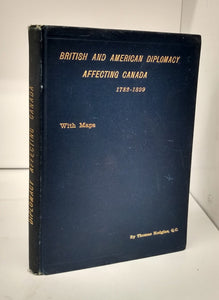 BRITISH AND AMERICAN DIPLOMACY
AFFECTING CANADA
1782-1899
With Maps
By Thomas Hodgins, Q.C.
DIPLOMACY AFFECTING CANADA